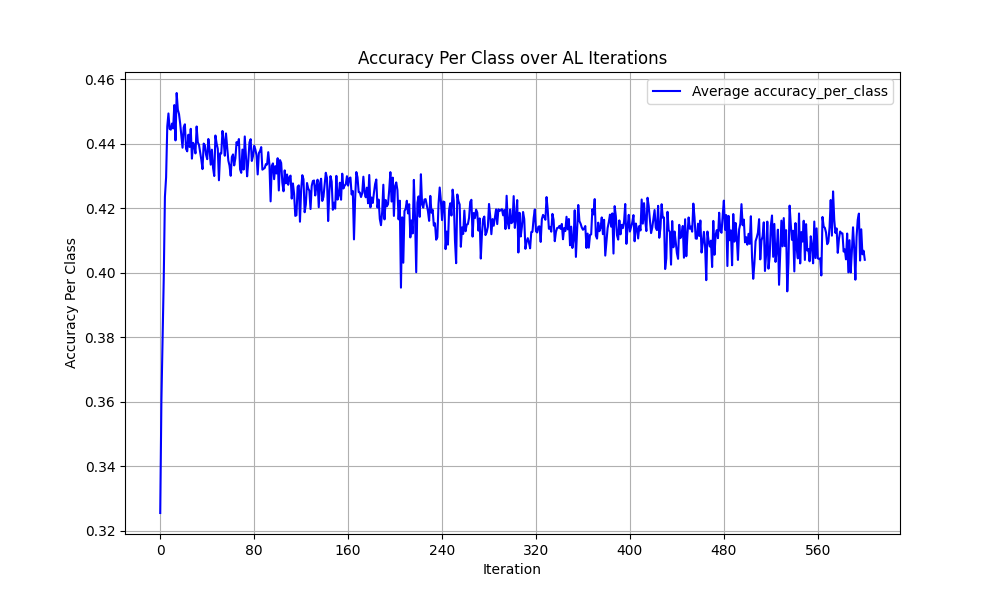 Accuracy Per Class over AL Iterations
Average accuracy_per_class
Accuracy Per Class
0.46
0.44
0.42
0.40
0.38
0.36
0.34
0.32
0 80 160 240 320 400 480 560
Iteration